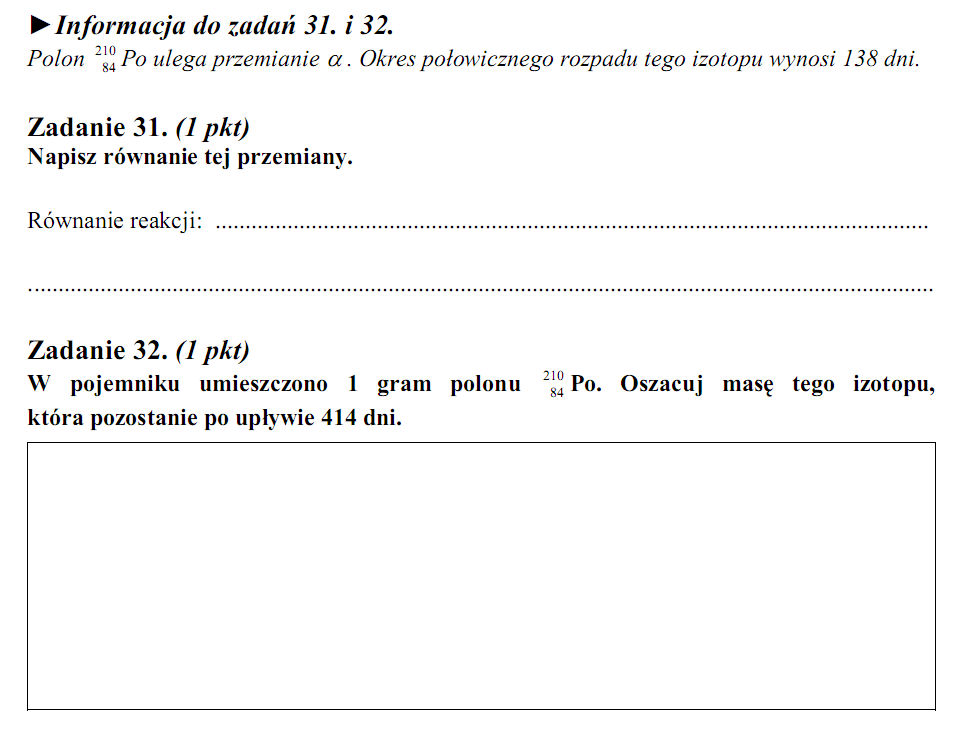 ►Informacja do zadań 31. i 32.
Polon ²¹⁰₈₄Po ulega przemianie α. Okres połowicznego rozpadu tego izotopu wynosi 138 dni.
Zadanie 31. (1 pkt)
Napisz równanie tej przemiany.
Równanie reakcji: ........................................................................................................................
........................................................................................................................................................
Zadanie 32. (1 pkt)
W pojemniku umieszczono 1 gram polonu ²¹⁰₈₄Po. Oszacuj masę tego izotopu,
która pozostanie po upływie 414 dni.